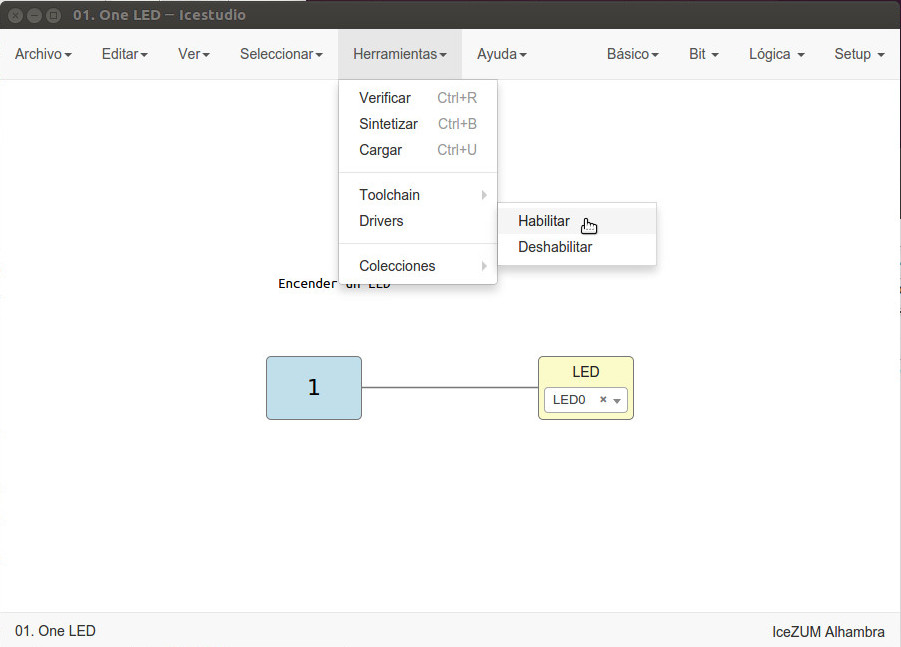 01. One LED — Icestudio
Archivo Editar Ver Seleccionar Herramientas Ayuda Básico Bit Lógica Setup
Verificar Ctrl+R
Sintetizar Ctrl+B
Cargar Ctrl+U
Toolchain
Drivers
Habilitar
Deshabilitar
Colecciones
Encender un LED
1
LED
LED0
01. One LED
IceZUM Alhambra